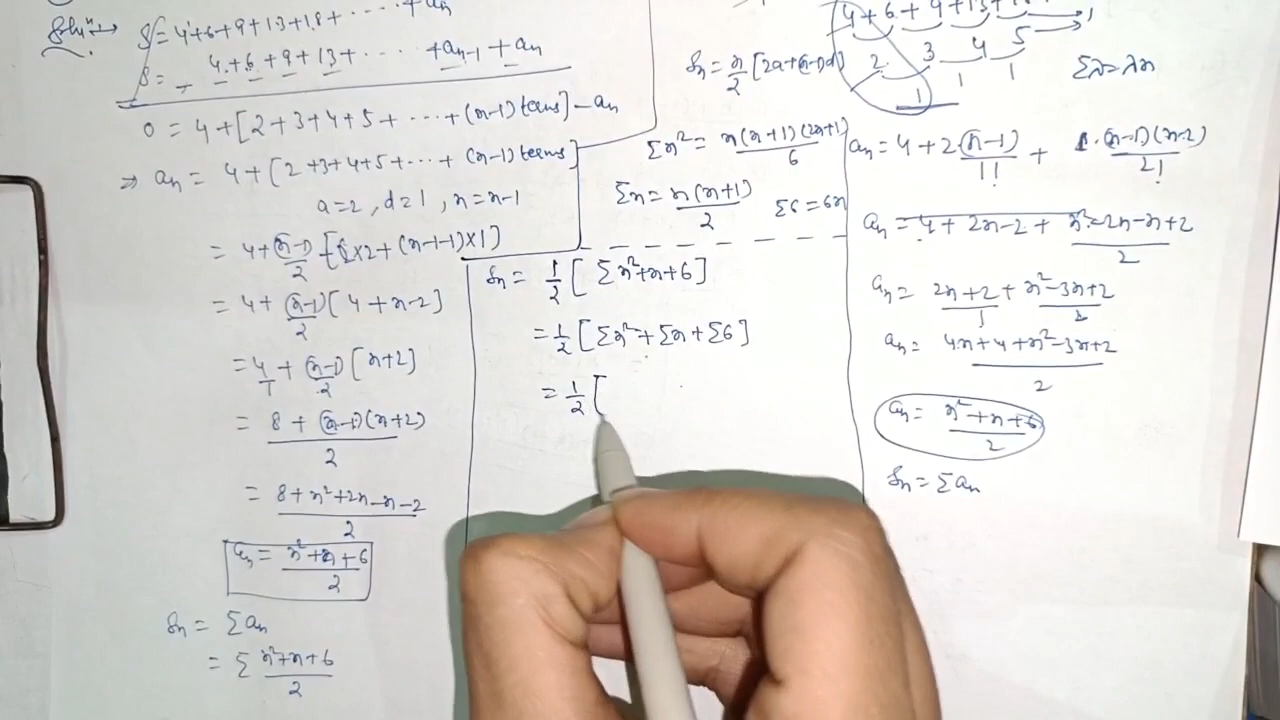 Solnⁿ→ S=4+6+9+13+18+ ..... +an
S= 4+6+9+13+ ..... +an-1 + an
0 = 4+[2+3+4+5+ ...+(n-1) terms] - an
⇒ an = 4+[2+3+4+5+...+ (n-1) terms]
a=2, d=1, n=n-1
= 4+(n-1)/2 [2×2+(n-1-1)×1]
= 4+ (n-1)/2 [4+n-2]
= 4/1 + (n-1)/2 [n+2]
= 8 + (n-1)(n+2) / 2
= 8+n²+2n-n-2 / 2
an = n²+n+6 / 2
Sn = Σan
= Σ n²+n+6 / 2
Sn = n/2 [2a+(n-1)d]
Σn² = n(n+1)(2n+1) / 6
Σn = n(n+1) / 2 Σ6=6n
Sn = 1/2 [Σn²+n+6]
= 1/2 [Σn²+Σn+Σ6]
= 1/2 [
4+6+9+13+18
2 3 4 5
1 1 1
Σλ=λn
an = 4+2(n-1)/1! + 1.(n-1)(n-2)/2!
an = 4+2n-2 + n²-2n-n+2 / 2
an = 2n+2 / 1 + n²-3n+2 / 2
an = 4n+4+n²-3n+2 / 2
an = n²+n+6 / 2
Sn = Σan